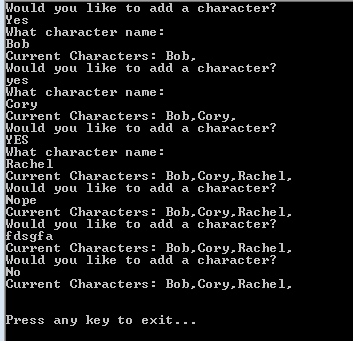 Would you like to add a character?
Yes
What character name:
Bob
Current Characters: Bob,
Would you like to add a character?
yes
What character name:
Cory
Current Characters: Bob,Cory,
Would you like to add a character?
YES
What character name:
Rachel
Current Characters: Bob,Cory,Rachel,
Would you like to add a character?
Nope
Current Characters: Bob,Cory,Rachel,
Would you like to add a character?
fdsgfa
Current Characters: Bob,Cory,Rachel,
Would you like to add a character?
No
Current Characters: Bob,Cory,Rachel,
Press any key to exit...